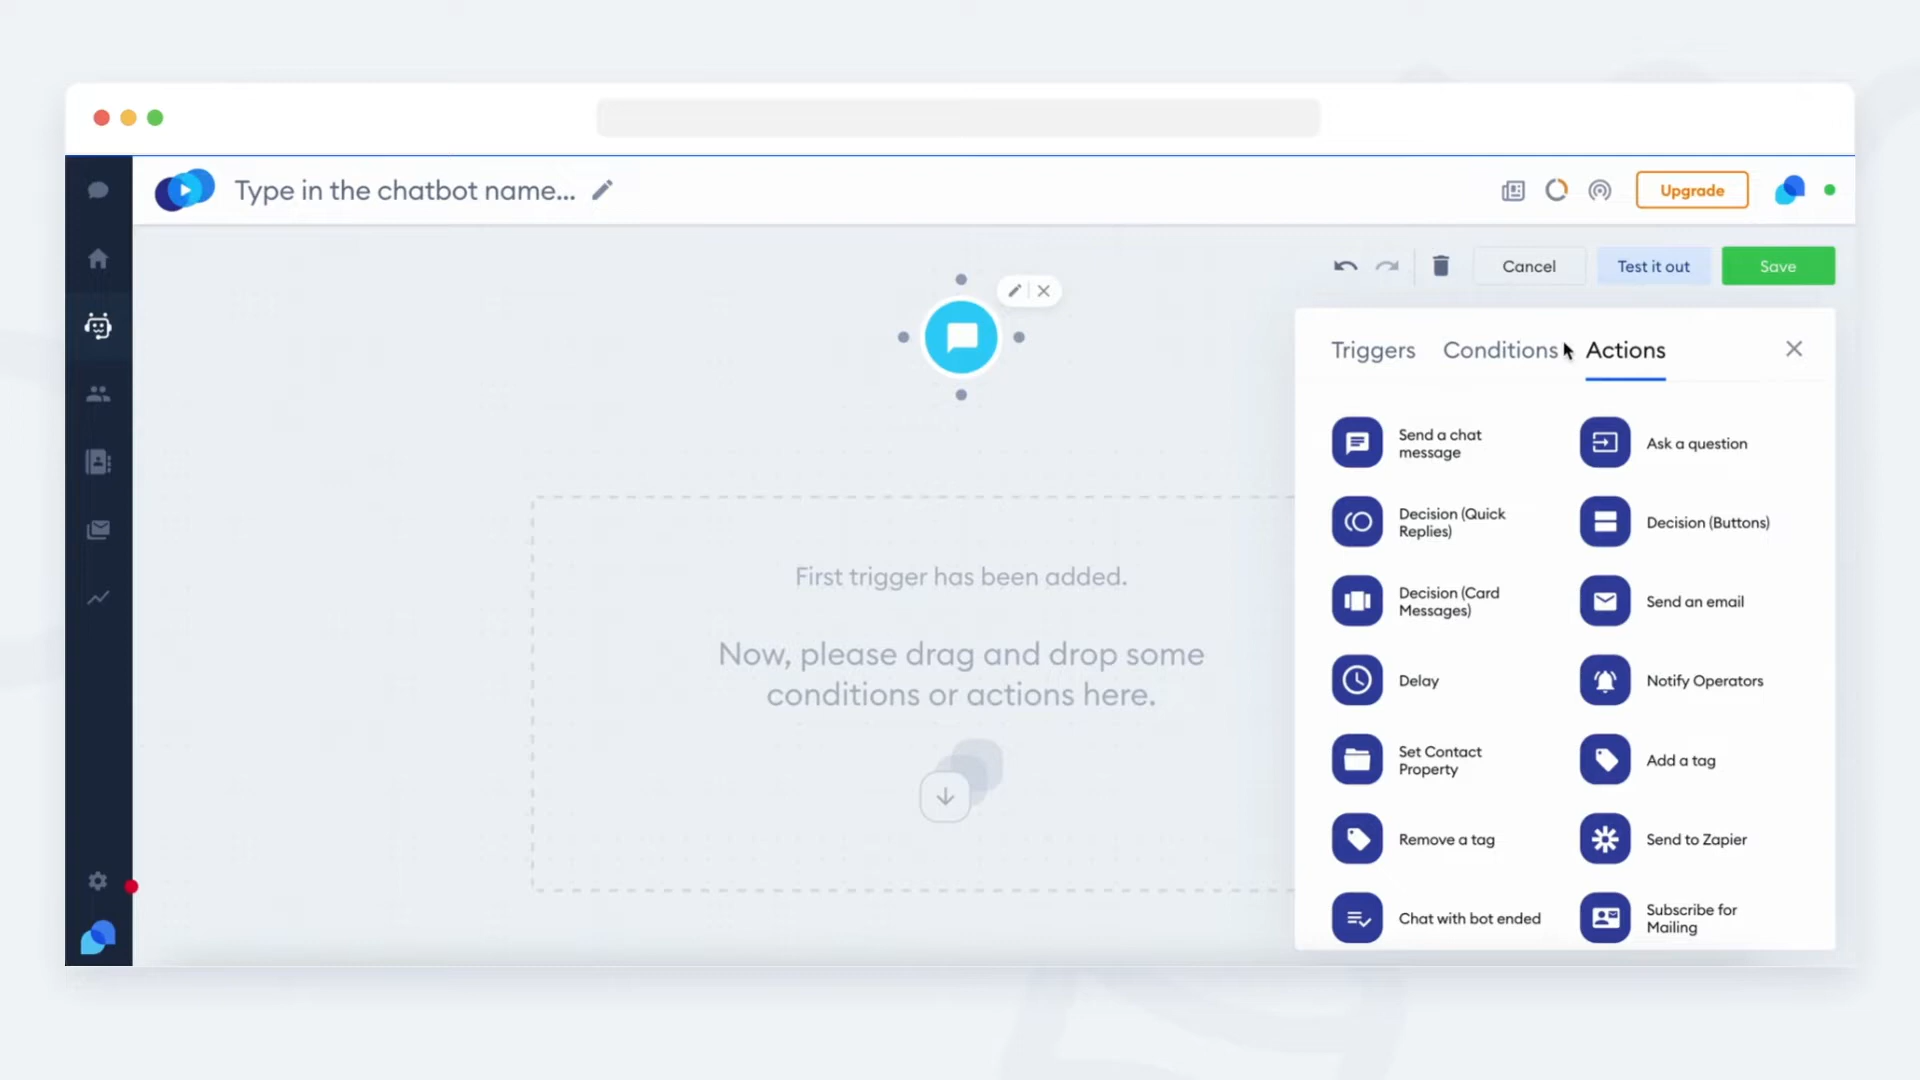 Type in the chatbot name...
Upgrade
Cancel
Test it out
Save
Triggers
Conditions
Actions
Send a chat
message
Ask a question
Decision (Quick
Replies)
Decision (Buttons)
Decision (Card
Messages)
Send an email
Delay
Notify Operators
Set Contact
Property
Add a tag
Remove a tag
Send to Zapier
Chat with bot ended
Subscribe for
Mailing
First trigger has been added.
Now, please drag and drop some
conditions or actions here.